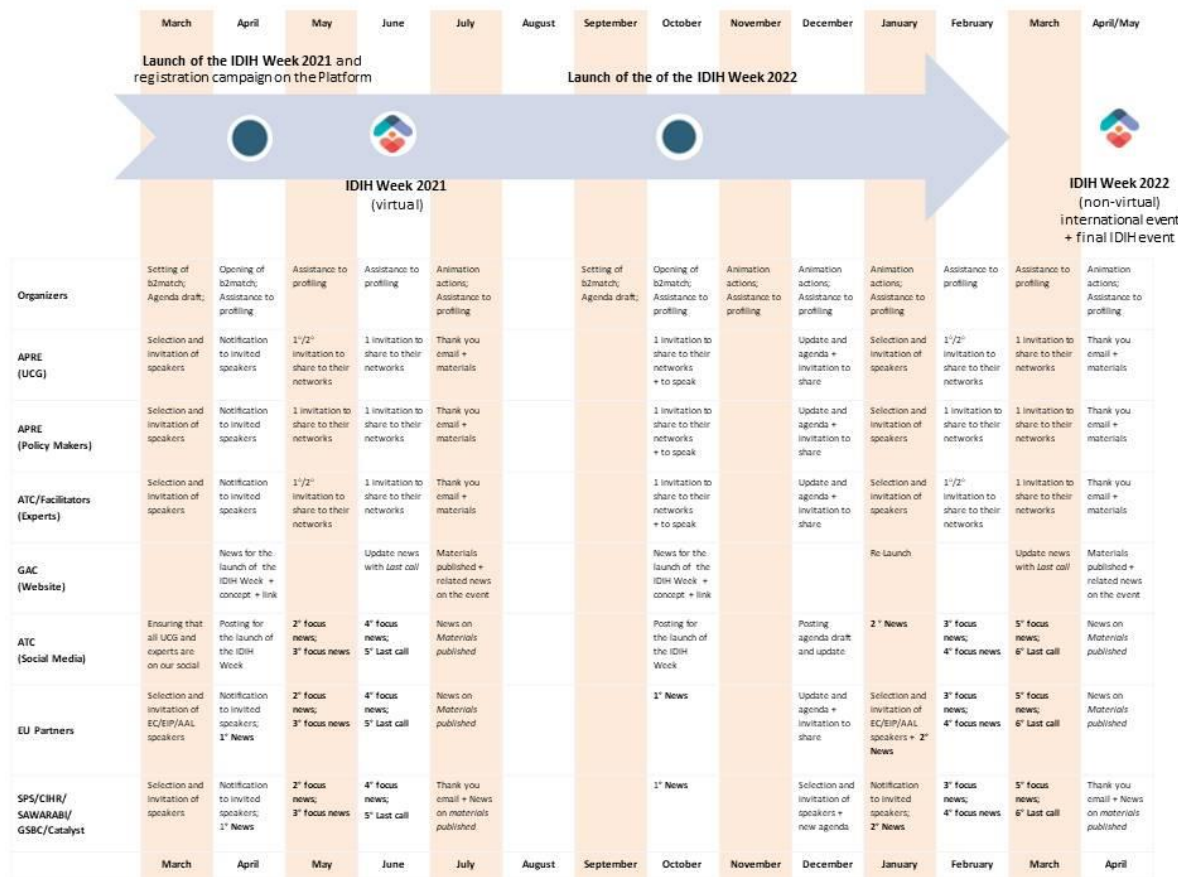 March April May June July August September October November December January February March April/May
Launch of the IDIH Week 2021 and
registration campaign on the Platform
Launch of the of the IDIH Week 2022
IDIH Week 2021
(virtual)
IDIH Week 2022
(non-virtual)
international event
+ final IDIH event
Organizers
Setting of
b2match;
Agenda draft;
Opening of
b2match;
Assistance to
profiling
Assistance to
profiling
Assistance to
profiling
Animation
actions;
Assistance to
profiling
Setting of
b2match;
Agenda draft;
Opening of
b2match;
Assistance to
profiling
Animation
actions;
Assistance to
profiling
Animation
actions;
Assistance to
profiling
Animation
actions;
Assistance to
profiling
Assistance to
profiling
Assistance to
profiling
Animation
actions;
Assistance to
profiling
APRE
(UCG)
Selection and
invitation of
speakers
Notification
to invited
speakers
1°/2°
invitation to
share to their
networks
1 invitation to
share to their
networks
Thank you
email +
materials
1 invitation to
share to their
networks
+ to speak
Update and
agenda +
invitation to
share
Selection and
invitation of
speakers
1°/2°
invitation to
share to their
networks
1 invitation to
share to their
networks
Thank you
email +
materials
APRE
(Policy Makers)
Selection and
invitation of
speakers
Notification
to invited
speakers
1 invitation to
share to their
networks
1 invitation to
share to their
networks
Thank you
email +
materials
1 invitation to
share to their
networks
+ to speak
Update and
agenda +
invitation to
share
Selection and
invitation of
speakers
1 invitation to
share to their
networks
1 invitation to
share to their
networks
Thank you
email +
materials
ATC/Facilitators
(Experts)
Selection and
invitation of
speakers
Notification
to invited
speakers
1°/2°
invitation to
share to their
networks
1 invitation to
share to their
networks
Thank you
email +
materials
1 invitation to
share to their
networks
+ to speak
Update and
agenda +
invitation to
share
Selection and
invitation of
speakers
1°/2°
invitation to
share to their
networks
1 invitation to
share to their
networks
Thank you
email +
materials
GAC
(Website)
News for the
launch of the
IDIH Week +
concept + link
Update news
with Last call
Materials
published +
related news
on the event
News for the
launch of the
IDIH Week +
concept + link
Re Launch
Update news
with Last call
Materials
published +
related news
on the event
ATC
(Social Media)
Ensuring that
all UCG and
experts are
on our social
Posting for
the launch of
the IDIH
Week
2° focus
news;
3° focus news
4° focus
news;
5° Last call
News on
Materials
published
Posting for
the launch of
the IDIH
Week
Posting
agenda draft
and update
2 ° News
3° focus
news;
4° focus news
5° focus
news;
6° Last call
News on
Materials
published
EU Partners
Selection and
invitation of
EC/EIP/AAL
speakers
Notification
to invited
speakers;
1° News
2° focus
news;
3° focus news
4° focus
news;
5° Last call
News on
Materials
published
1° News
Update and
agenda +
invitation to
share
Selection and
invitation of
EC/EIP/AAL
speakers + 2°
News
3° focus
news;
4° focus news
5° focus
news;
6° Last call
News on
Materials
published
SPS/CIHR/
SAWARABI/
GSBC/Catalyst
Selection and
invitation of
speakers
Notification
to invited
speakers;
1° News
2° focus
news;
3° focus news
4° focus
news;
5° Last call
Thank you
email + News
on materials
published
1° News
Selection and
invitation of
speakers +
new agenda
Notification
to invited
speakers;
2° News
3° focus
news;
4° focus news
5° focus
news;
6° Last call
Thank you
email + News
on materials
published
March April May June July August September October November December January February March April